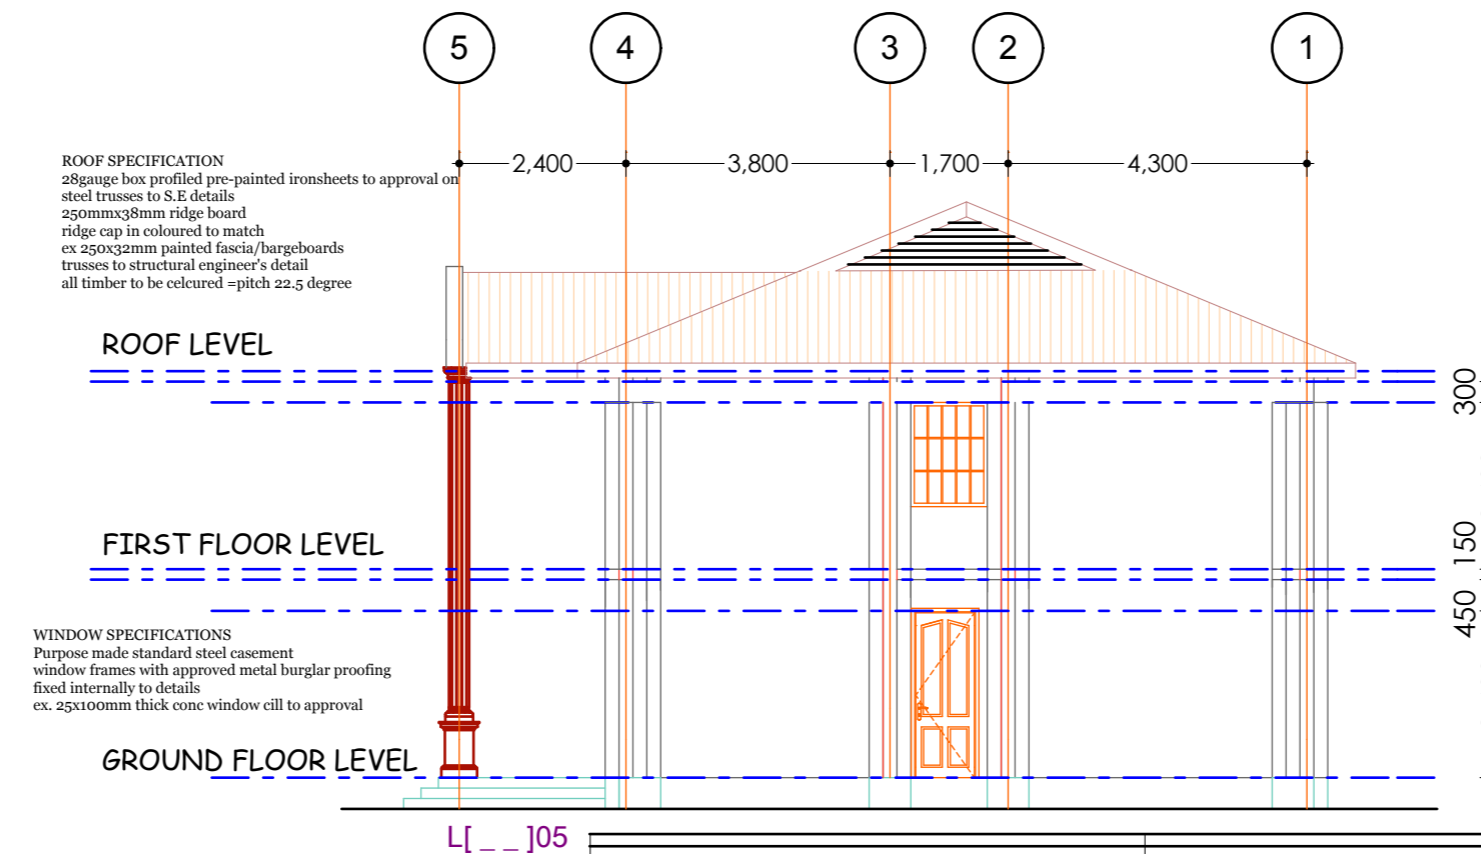 5 4 3 2 1
2,400 3,800 1,700 4,300
ROOF SPECIFICATION
28gauge box profiled pre-painted ironsheets to approval on
steel trusses to S.E details
250mmx38mm ridge board
ridge cap in coloured to match
ex 250x32mm painted fascia/bargeboards
trusses to structural engineer's detail
all timber to be celcured =pitch 22.5 degree
ROOF LEVEL
300
FIRST FLOOR LEVEL
150
450
WINDOW SPECIFICATIONS
Purpose made standard steel casement
window frames with approved metal burglar proofing
fixed internally to details
ex. 25x100mm thick conc window cill to approval
GROUND FLOOR LEVEL
L[ _ _ ]05